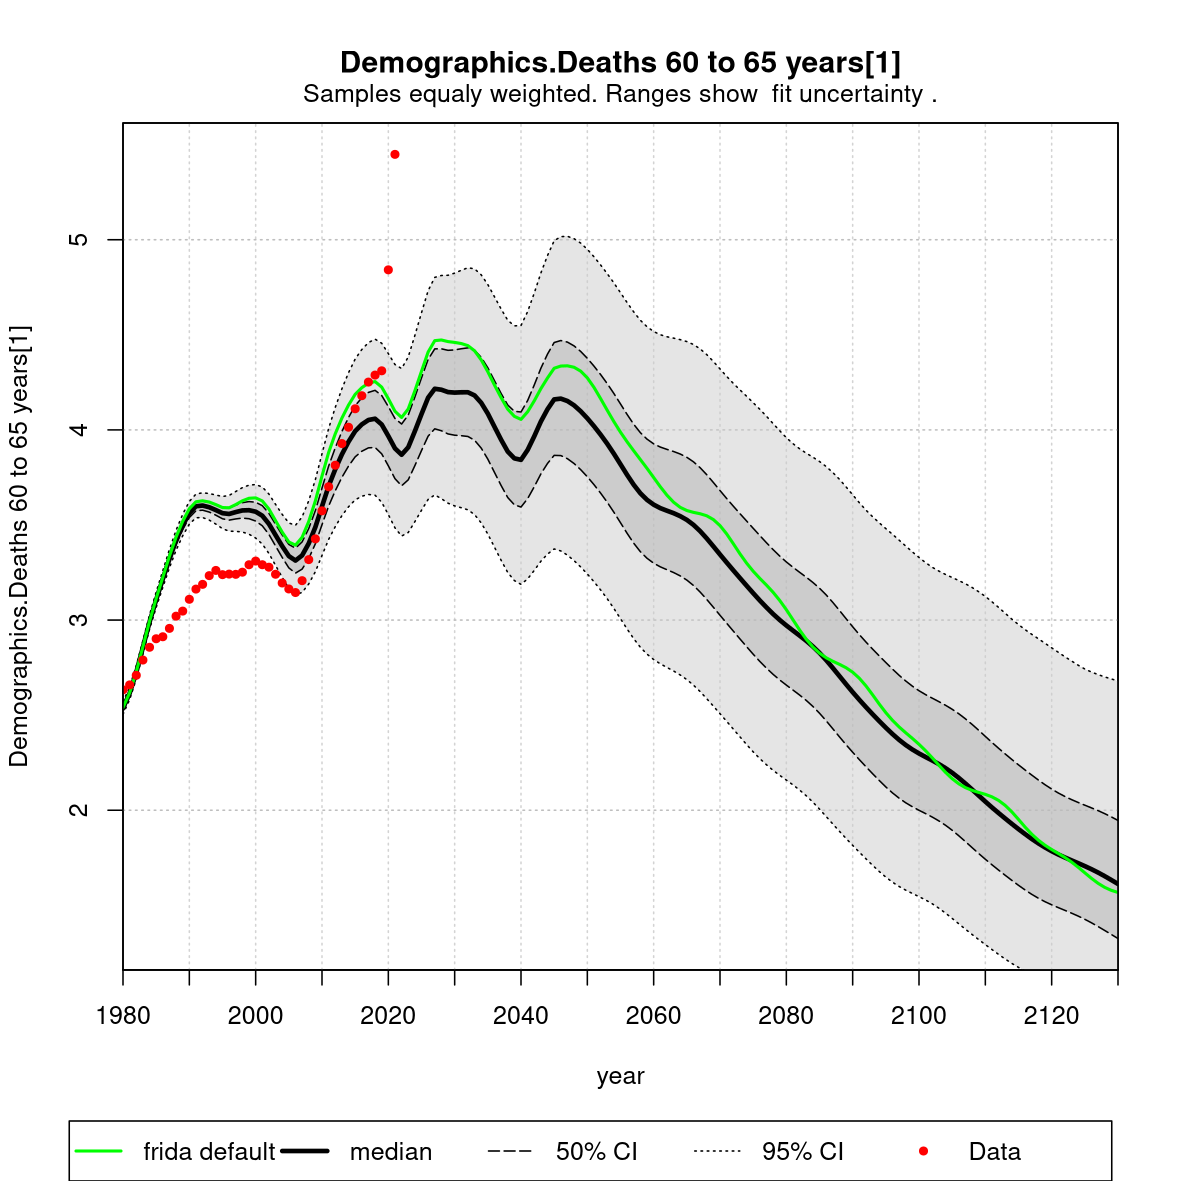 Demographics.Deaths 60 to 65 years[1]
Samples equaly weighted. Ranges show  fit uncertainty .
Demographics.Deaths 60 to 65 years[1]
5
4
3
2
1980 2000 2020 2040 2060 2080 2100 2120
year
frida default median 50% CI 95% CI Data